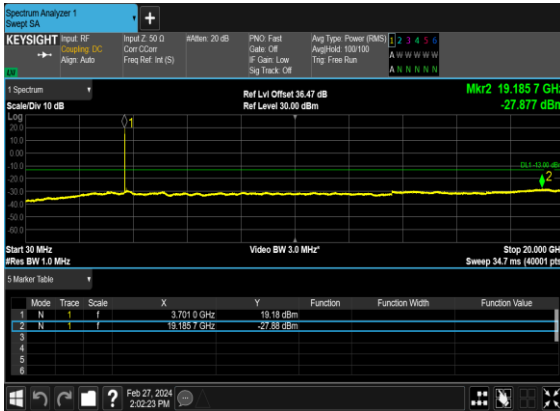 Spectrum Analyzer 1
Swept SA
+
KEYSIGHT
Input: RF
Coupling: DC
Align: Auto
Input Z: 50 Ω
Corr CCorr
Freq Ref: Int (S)
#Atten: 20 dB
PNO: Fast
Gate: Off
IF Gain: Low
Sig Track: Off
Avg Type: Power (RMS)
Avg|Hold: 100/100
Trig: Free Run
1 2 3 4 5 6
A W W W W W
A N N N N N
1 Spectrum
Scale/Div 10 dB
Ref Lvl Offset 36.47 dB
Ref Level 30.00 dBm
Mkr2 19.185 7 GHz
-27.877 dBm
Log
20.0
10.0
0.00
-10.0
-20.0
-30.0
-40.0
-50.0
-60.0
1
DL1 -13.00 dBm
2
Start 30 MHz
#Res BW 1.0 MHz
Video BW 3.0 MHz*
Stop 20.000 GH
Sweep 34.7 ms (40001 pts
5 Marker Table
Mode Trace Scale X Y Function Function Width Function Value
1 N 1 f 3.701 0 GHz 19.18 dBm
2 N 1 f 19.185 7 GHz -27.88 dBm
3
4
5
6
?
Feb 27, 2024
2:02:23 PM